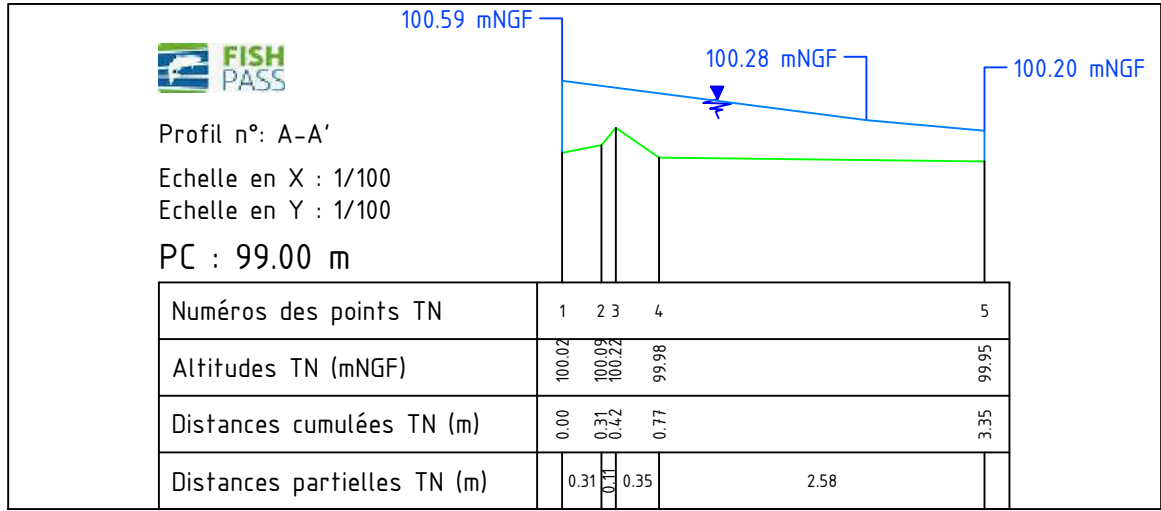 100.59 mNGF
100.28 mNGF
100.20 mNGF
FISH
PASS
Profil n°: A-A'
Echelle en X : 1/100
Echelle en Y : 1/100
PC : 99.00 m
Numéros des points TN 1 2 3 4 5
Altitudes TN (mNGF) 100.02 100.09 100.22 99.98 99.95
Distances cumulées TN (m) 0.00 0.31 0.42 0.77 3.35
Distances partielles TN (m) 0.31 0.11 0.35 2.58